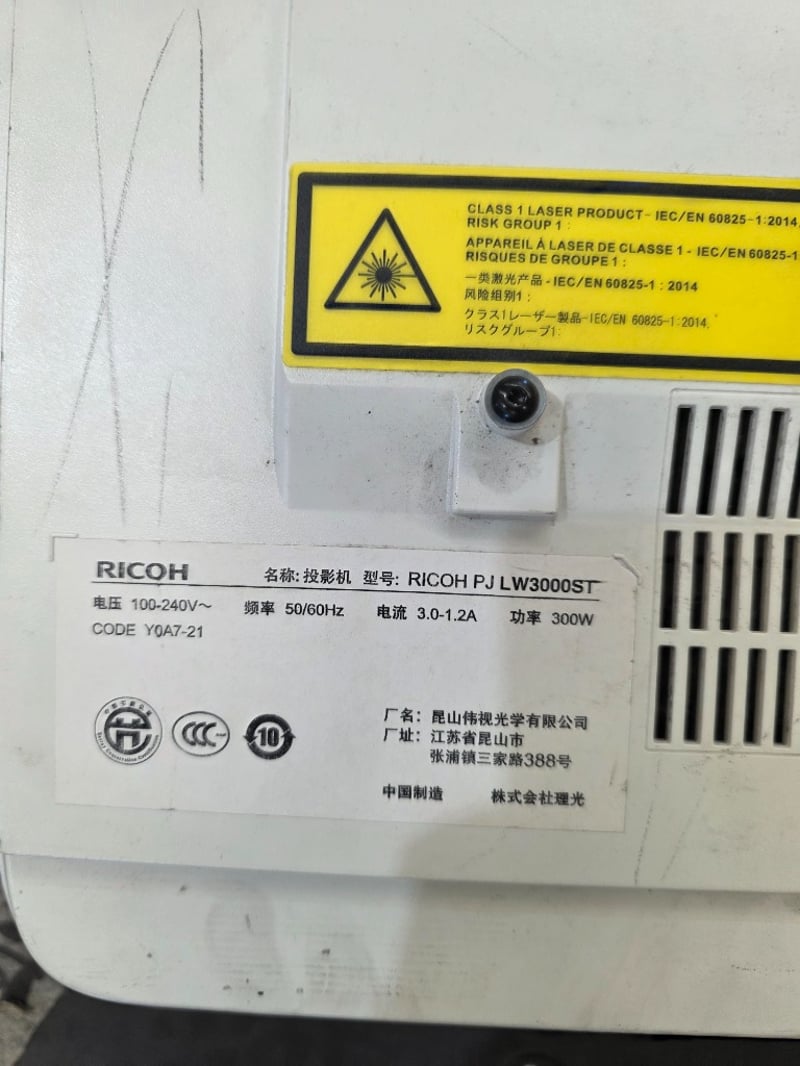 CLASS 1 LASER PRODUCT- IEC/EN 60825-1:2014,
RISK GROUP 1 :
APPAREIL À LASER DE CLASSE 1 - IEC/EN 60825-1:
RISQUES DE GROUPE 1 :
一类激光产品 - IEC/EN 60825-1 : 2014
风险组别1 :
クラス1レーザー製品-IEC/EN 60825-1:2014,
リスクグループ1:
RICOH 名称: 投影机 型号: RICOH PJ LW3000ST
电压 100-240V～ 频率 50/60Hz 电流 3.0-1.2A 功率 300W
CODE Y0A7-21
CCC 10
厂名: 昆山伟视光学有限公司
厂址: 江苏省昆山市
张浦镇三家路388号
中国制造 株式会社理光